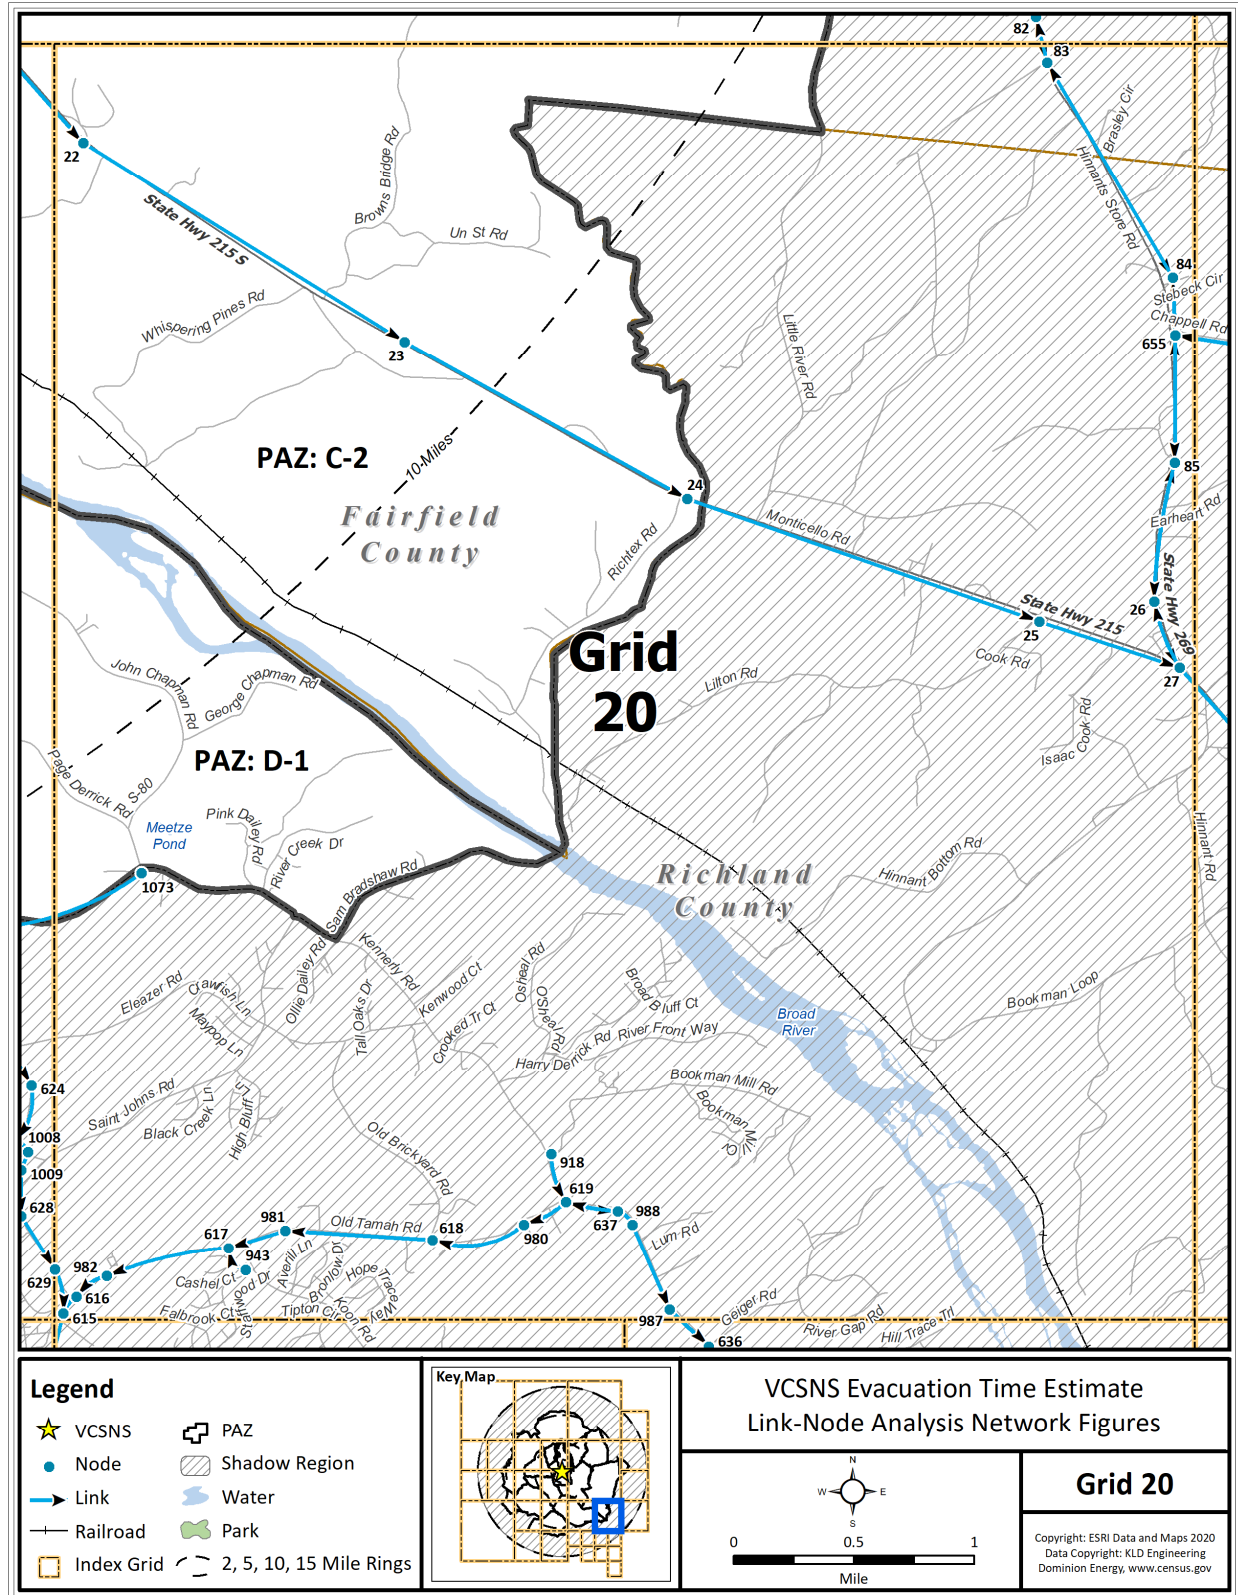 82
83
Brasley Cir
22
Hinnants Store Rd
Browns Bridge Rd
State Hwy 215 S
Un St Rd
84
Stebeck Cir
Whispering Pines Rd
Chappell Rd
Little River Rd
655
23
PAZ: C-2
10-Miles
85
24
Fairfield
County
Monticello Rd
Earheart Rd
Richtex Rd
State Hwy 269
State Hwy 215
26
25
Grid
20
Cook Rd
27
John Chapman Rd
George Chapman Rd
Lilton Rd
Isaac Cook Rd
PAZ: D-1
Page Derrick Rd
S-80
Pink Dailey Rd
Meetze
Pond
River Creek Dr
Hinnant Rd
Hinnant Bottom Rd
1073
Sam Bradshaw Rd
Richland
County
Kennerly Rd
Ollie Dailey Rd
Eleazer Rd
Crawfish Ln
Maypop Ln
Tall Oaks Dr
Kenwood Ct
Crooked Tr Ct
Osheal Rd
O'Sheal Rd
Broad Bluff Ct
Bookman Loop
Broad
River
Harry Derrick Rd
River Front Way
Bookman Mill Rd
Bookman Mill
624
Saint Johns Rd
Black Creek Ln
High Bluff Ln
1008
1009
Old Brickyard Rd
918
619
628
981
Old Tamah Rd
618
980
637
988
Lum Rd
617
943
982
629
616
615
Cashel Ct
Averill Ln
Bronlow Dr
Hope Trace Way
Falbrook Ct
Tipton Cir
Koon Rd
987
Geiger Rd
River Gap Rd
Hill Trace Trl
636
Legend
VCSNS
PAZ
Node
Shadow Region
Link
Water
Railroad
Park
Index Grid
2, 5, 10, 15 Mile Rings
Key Map
VCSNS Evacuation Time Estimate
Link-Node Analysis Network Figures
N
W
E
S
0
0.5
1
Mile
Grid 20
Copyright: ESRI Data and Maps 2020
Data Copyright: KLD Engineering
Dominion Energy, www.census.gov